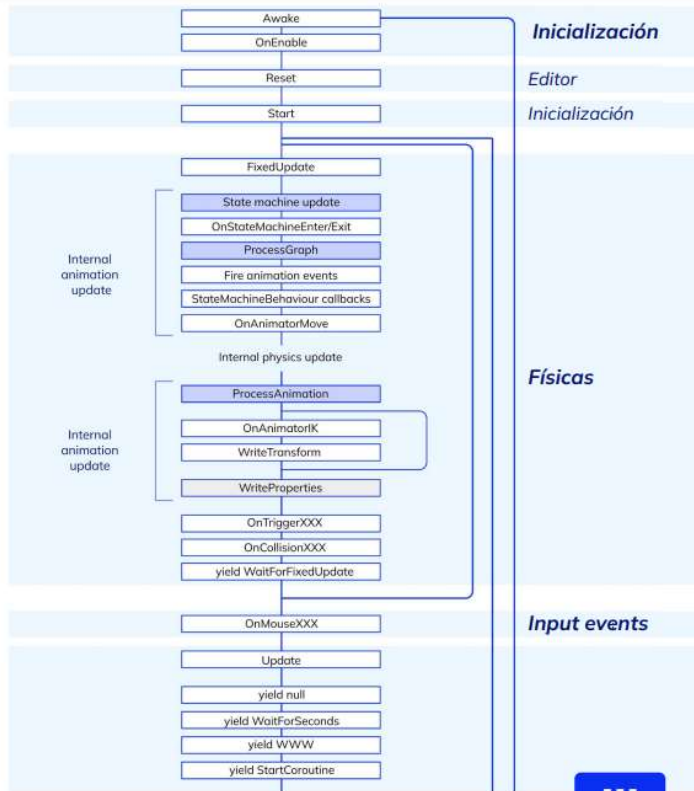 Awake
Inicialización
OnEnable
Reset
Editor
Start
Inicialización
FixedUpdate
State machine update
OnStateMachineEnter/Exit
ProcessGraph
Internal
animation
update
Fire animation events
StateMachineBehaviour callbacks
OnAnimatorMove
Internal physics update
Físicas
ProcessAnimation
OnAnimatorIK
Internal
animation
update
WriteTransform
WriteProperties
OnTriggerXXX
OnCollisionXXX
yield WaitForFixedUpdate
OnMouseXXX
Input events
Update
yield null
yield WaitForSeconds
yield WWW
yield StartCoroutine